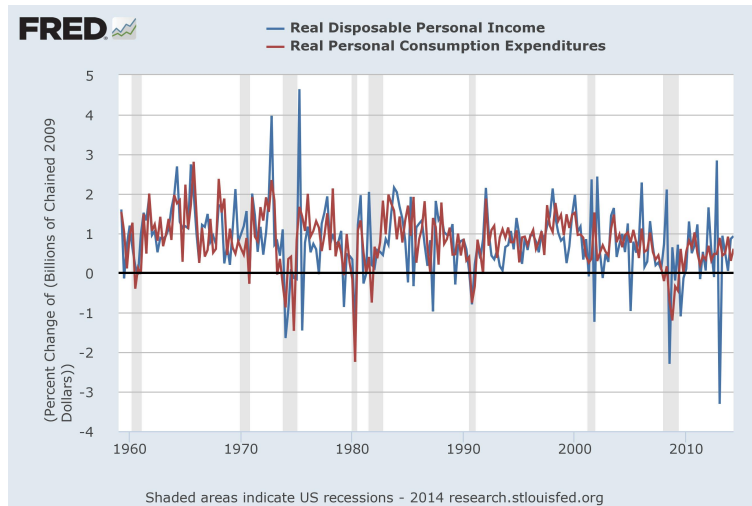 FRED
Real Disposable Personal Income
Real Personal Consumption Expenditures
(Percent Change of (Billions of Chained 2009
Dollars))
5
4
3
2
1
0
-1
-2
-3
-4
1960 1970 1980 1990 2000 2010
Shaded areas indicate US recessions - 2014 research.stlouisfed.org